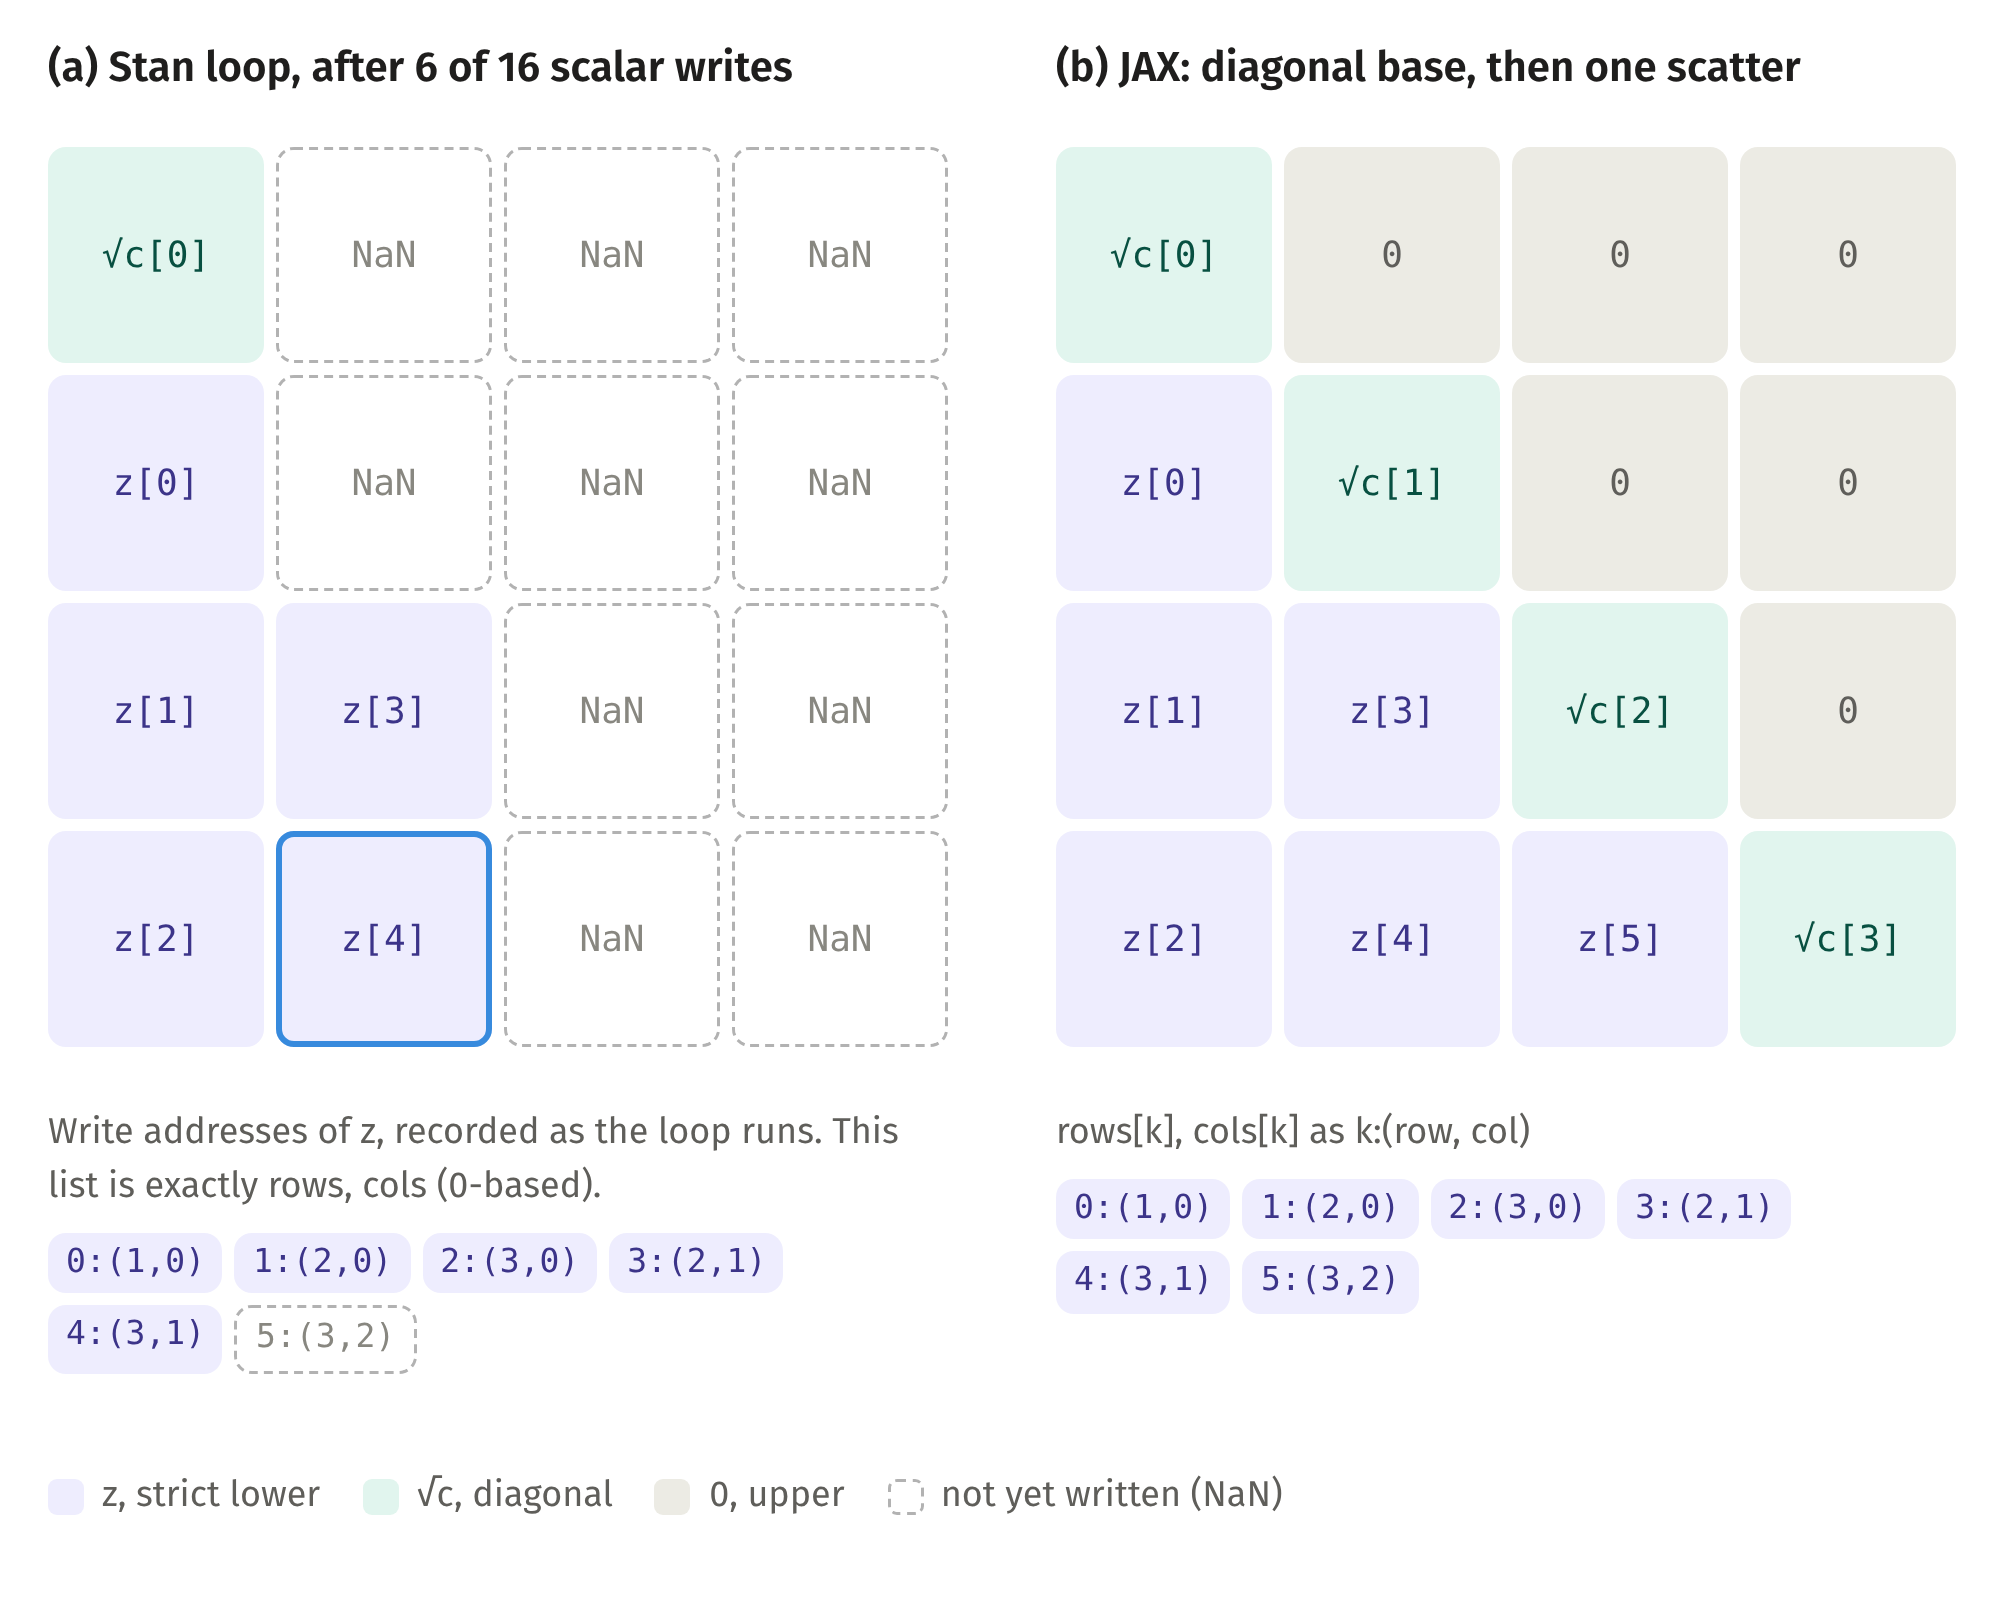 (a) Stan loop, after 6 of 16 scalar writes
√c[0] NaN NaN NaN
z[0] NaN NaN NaN
z[1] z[3] NaN NaN
z[2] z[4] NaN NaN
Write addresses of z, recorded as the loop runs. This
list is exactly rows, cols (0-based).
0:(1,0) 1:(2,0) 2:(3,0) 3:(2,1)
4:(3,1) 5:(3,2)
(b) JAX: diagonal base, then one scatter
√c[0] 0 0 0
z[0] √c[1] 0 0
z[1] z[3] √c[2] 0
z[2] z[4] z[5] √c[3]
rows[k], cols[k] as k:(row, col)
0:(1,0) 1:(2,0) 2:(3,0) 3:(2,1)
4:(3,1) 5:(3,2)
z, strict lower √c, diagonal 0, upper not yet written (NaN)